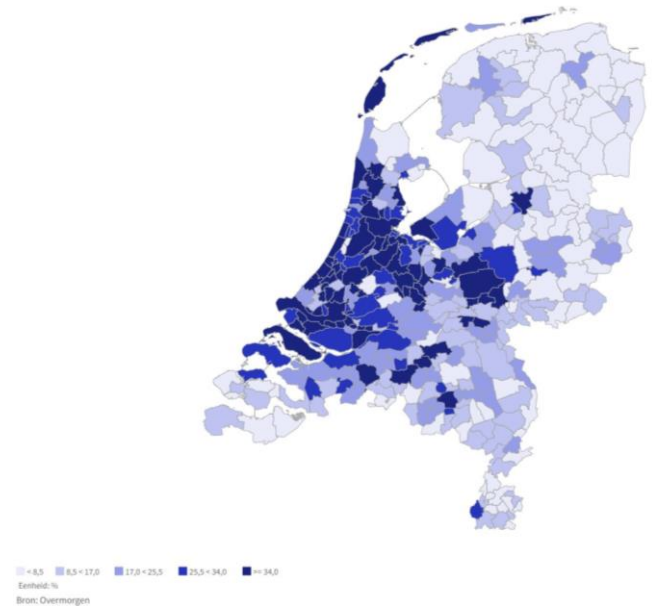 < 8,5 8,5 < 17,0 17,0 < 25,5 25,5 < 34,0 >= 34,0
Eenheid: %
Bron: Overmorgen